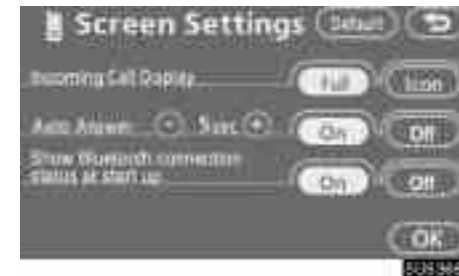 Screen Settings Default
Incoming Call Display Full Icon
Auto Answer 5sec On Off
Show Bluetooth connection
status at start up On Off
OK